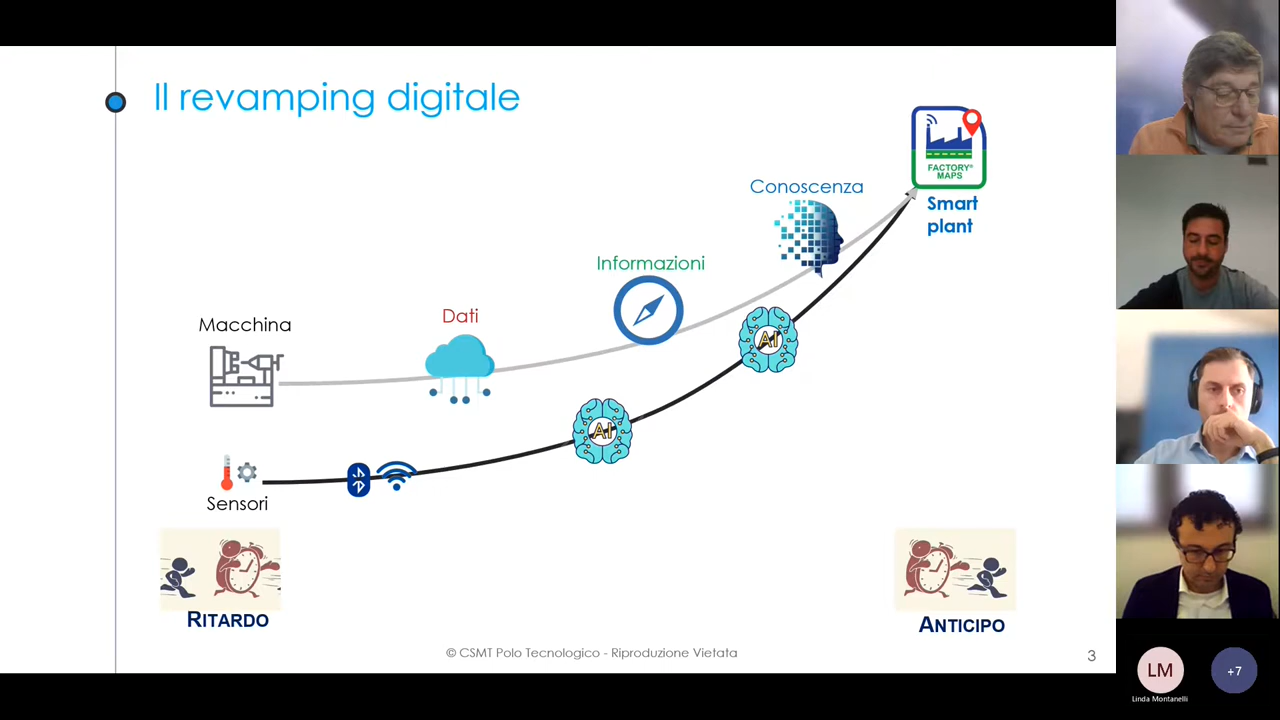 Il revamping digitale
FACTORY®
MAPS
Smart
plant
Conoscenza
Informazioni
Dati
Macchina
AI
AI
Sensori
RITARDO
ANTICIPO
© CSMT Polo Tecnologico - Riproduzione Vietata
3
LM
+7
Linda Montanelli